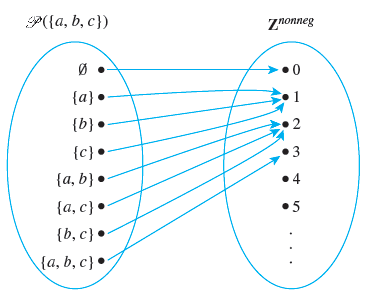 𝒫({a, b, c}) Z^nonneg
∅ 0
{a} 1
{b} 2
{c} 3
{a, b} 4
{a, c} 5
{b, c} .
{a, b, c} .
.